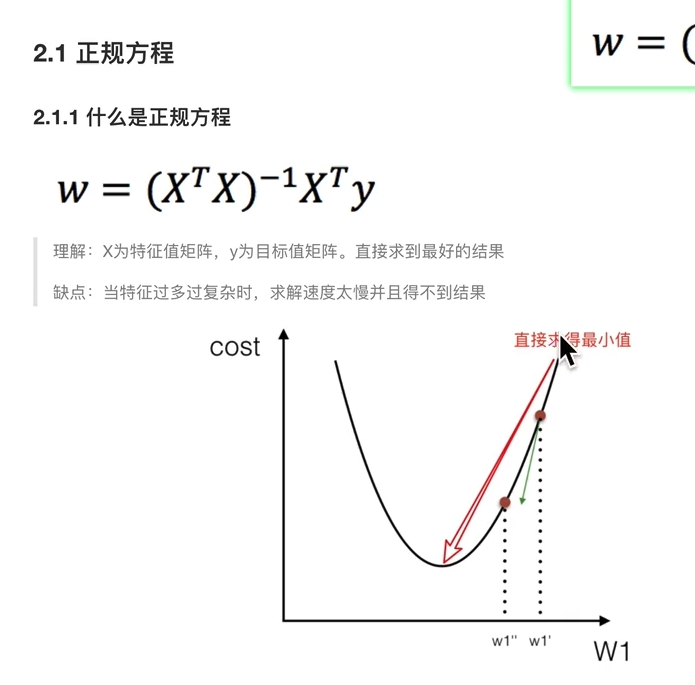 w = (
2.1 正规方程
2.1.1 什么是正规方程
w = (XᵀX)⁻¹Xᵀy
理解：X为特征值矩阵，y为目标值矩阵。直接求到最好的结果
缺点：当特征过多过复杂时，求解速度太慢并且得不到结果
直接求得最小值
cost
w1'' w1'
W1